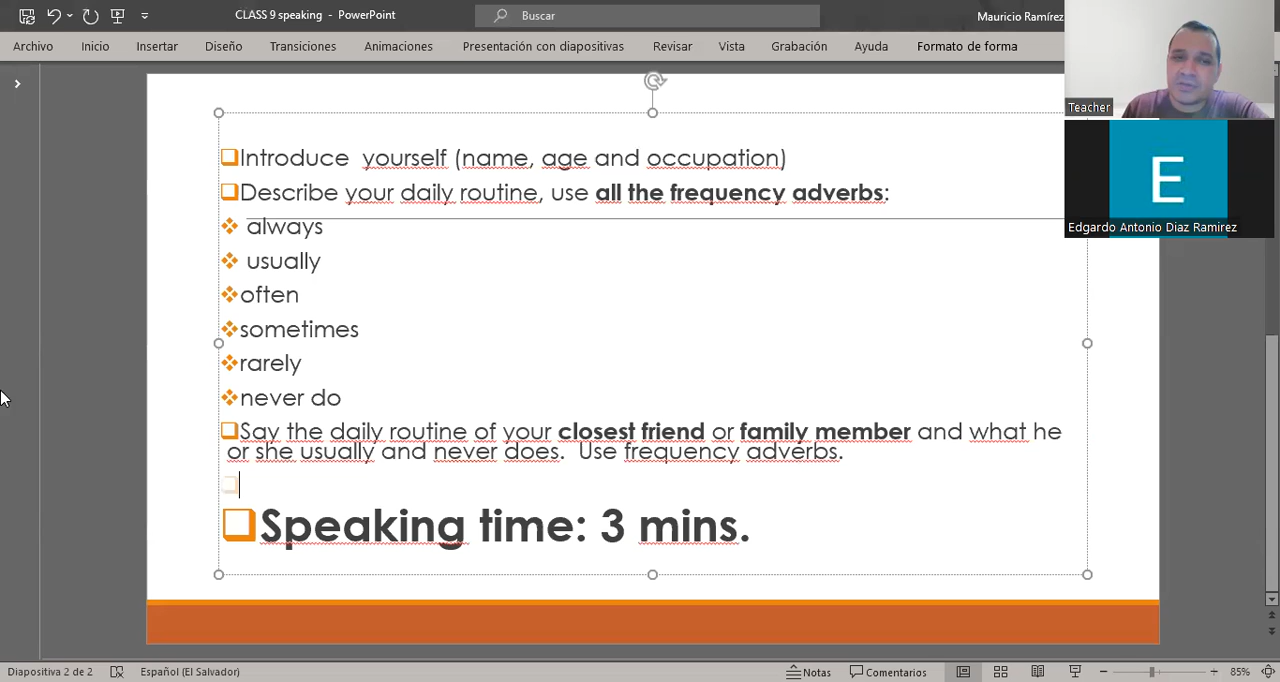 CLASS 9 speaking - PowerPoint
Buscar
Mauricio Ramírez
Archivo Inicio Insertar Diseño Transiciones Animaciones Presentación con diapositivas Revisar Vista Grabación Ayuda Formato de forma
Teacher
E
Edgardo Antonio Diaz Ramirez
Introduce yourself (name, age and occupation)
Describe your daily routine, use all the frequency adverbs:
always
usually
often
sometimes
rarely
never do
Say the daily routine of your closest friend or family member and what he
or she usually and never does. Use frequency adverbs.
Speaking time: 3 mins.
Diapositiva 2 de 2 Español (El Salvador) Notas Comentarios 85%